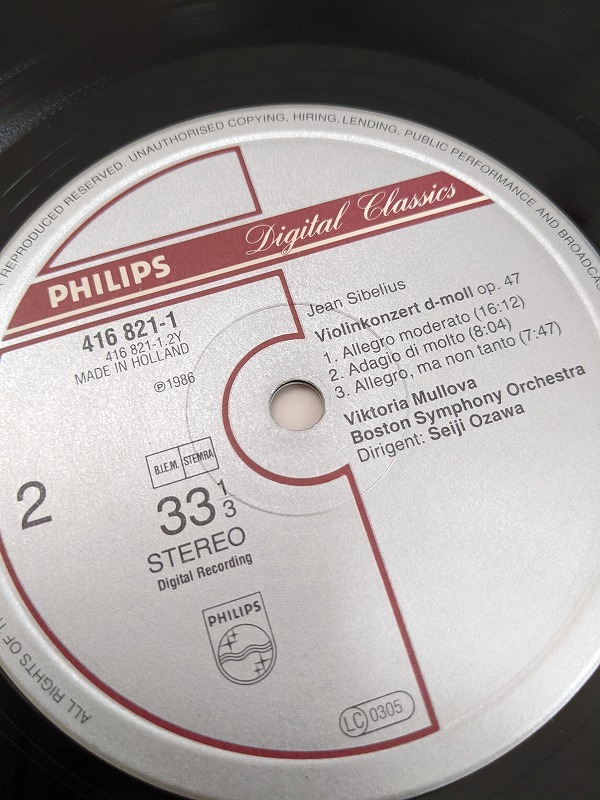 R REPRODUCED RESERVED. UNAUTHORISED COPYING, HIRING, LENDING, PUBLIC PERFORMANCE AND BROADCAS
PHILIPS
Digital Classics
416 821-1
416 821-1.2Y
MADE IN HOLLAND
℗1986
Jean Sibelius
Violinkonzert d-moll op. 47
1. Allegro moderato (16:12)
2. Adagio di molto (8:04)
3. Allegro, ma non tanto (7:47)
Viktoria Mullova
Boston Symphony Orchestra
Dirigent: Seiji Ozawa
B.I.E.M. STEMRA
2
33 1/3
STEREO
Digital Recording
PHILIPS
LC 0305
ALL RIGHTS OF T